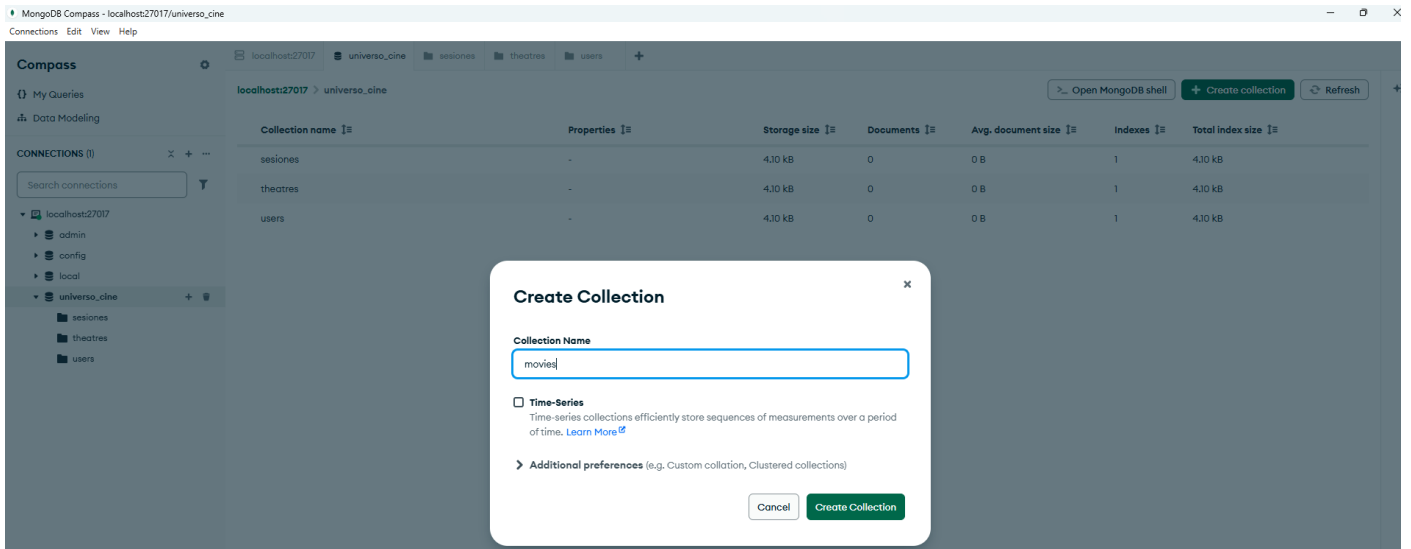 MongoDB Compass - localhost:27017/universo_cine
Connections Edit View Help
Compass
localhost:27017 universo_cine sesiones theatres users
My Queries
localhost:27017 > universo_cine
Open MongoDB shell
Create collection
Refresh
Data Modeling
Collection name Properties Storage size Documents Avg. document size Indexes Total index size
CONNECTIONS (1)
sesiones - 4.10 kB 0 0 B 1 4.10 kB
Search connections
theatres - 4.10 kB 0 0 B 1 4.10 kB
localhost:27017
users - 4.10 kB 0 0 B 1 4.10 kB
admin
config
local
universo_cine
sesiones
theatres
users
Create Collection
Collection Name
movies
Time-Series
Time-series collections efficiently store sequences of measurements over a period
of time. Learn More
Additional preferences (e.g. Custom collation, Clustered collections)
Cancel Create Collection